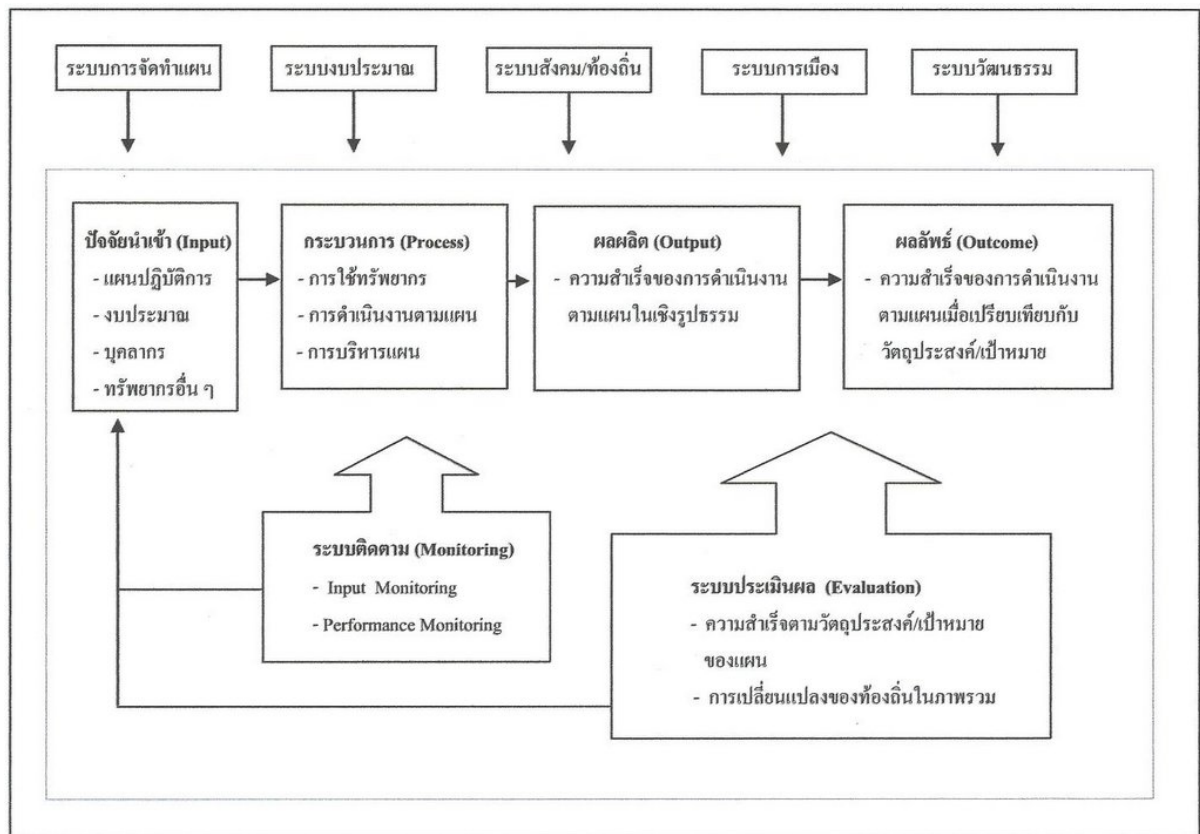 ระบบการจัดทำแผน
ระบบงบประมาณ
ระบบสังคม/ท้องถิ่น
ระบบการเมือง
ระบบวัฒนธรรม
ปัจจัยนำเข้า (Input)
- แผนปฏิบัติการ
- งบประมาณ
- บุคลากร
- ทรัพยากรอื่น ๆ
กระบวนการ (Process)
- การใช้ทรัพยากร
- การดำเนินงานตามแผน
- การบริหารแผน
ผลผลิต (Output)
- ความสำเร็จของการดำเนินงาน
ตามแผนในเชิงรูปธรรม
ผลลัพธ์ (Outcome)
- ความสำเร็จของการดำเนินงาน
ตามแผนเมื่อเปรียบเทียบกับ
วัตถุประสงค์/เป้าหมาย
ระบบติดตาม (Monitoring)
- Input Monitoring
- Performance Monitoring
ระบบประเมินผล (Evaluation)
- ความสำเร็จตามวัตถุประสงค์/เป้าหมาย
ของแผน
- การเปลี่ยนแปลงของท้องถิ่นในภาพรวม